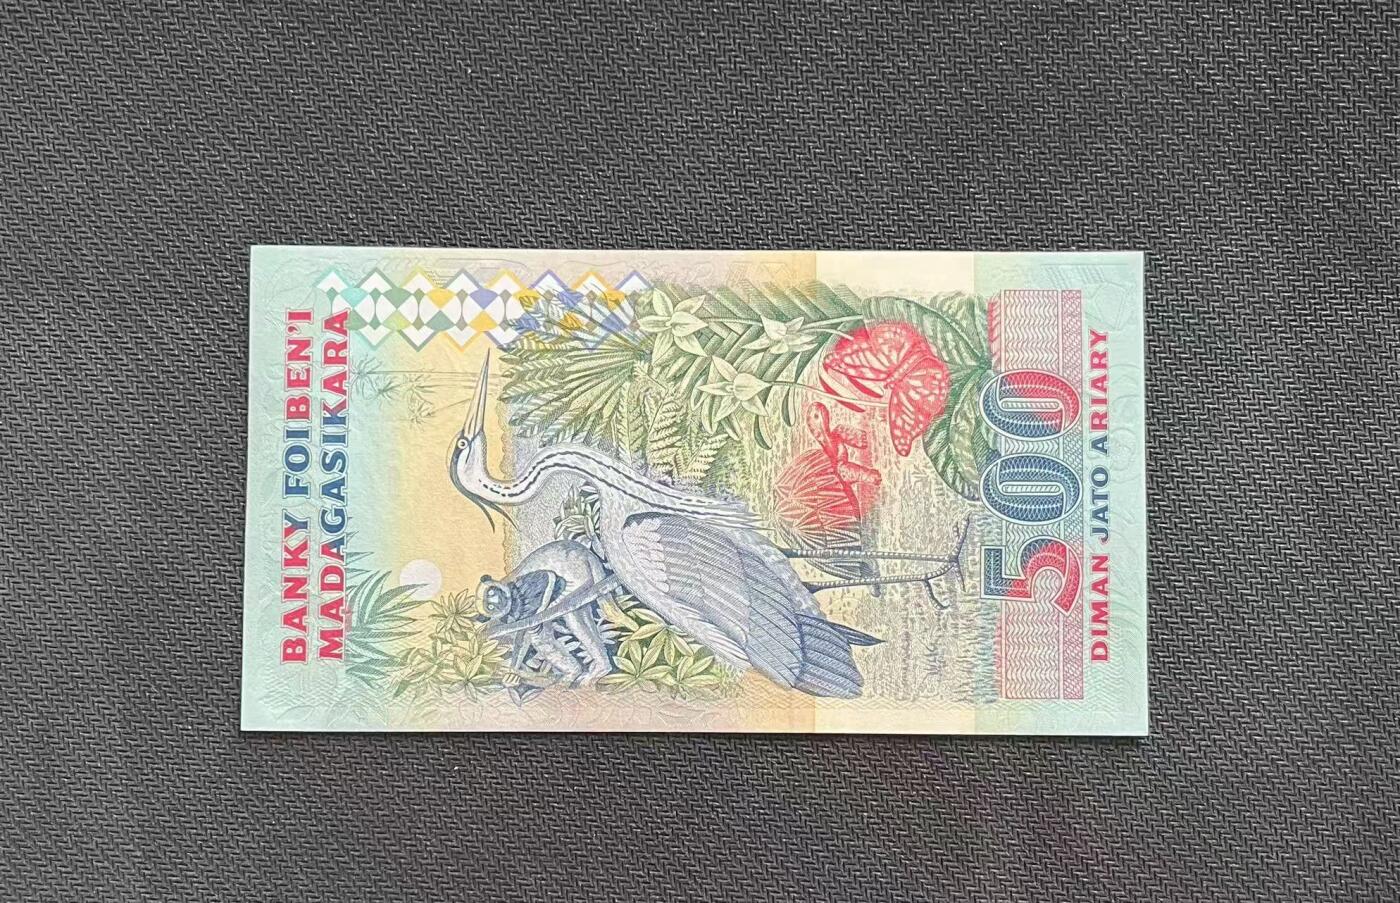 BANKY FOIBEN'I
MADAGASIKARA
500
DIMAN JATO ARIARY